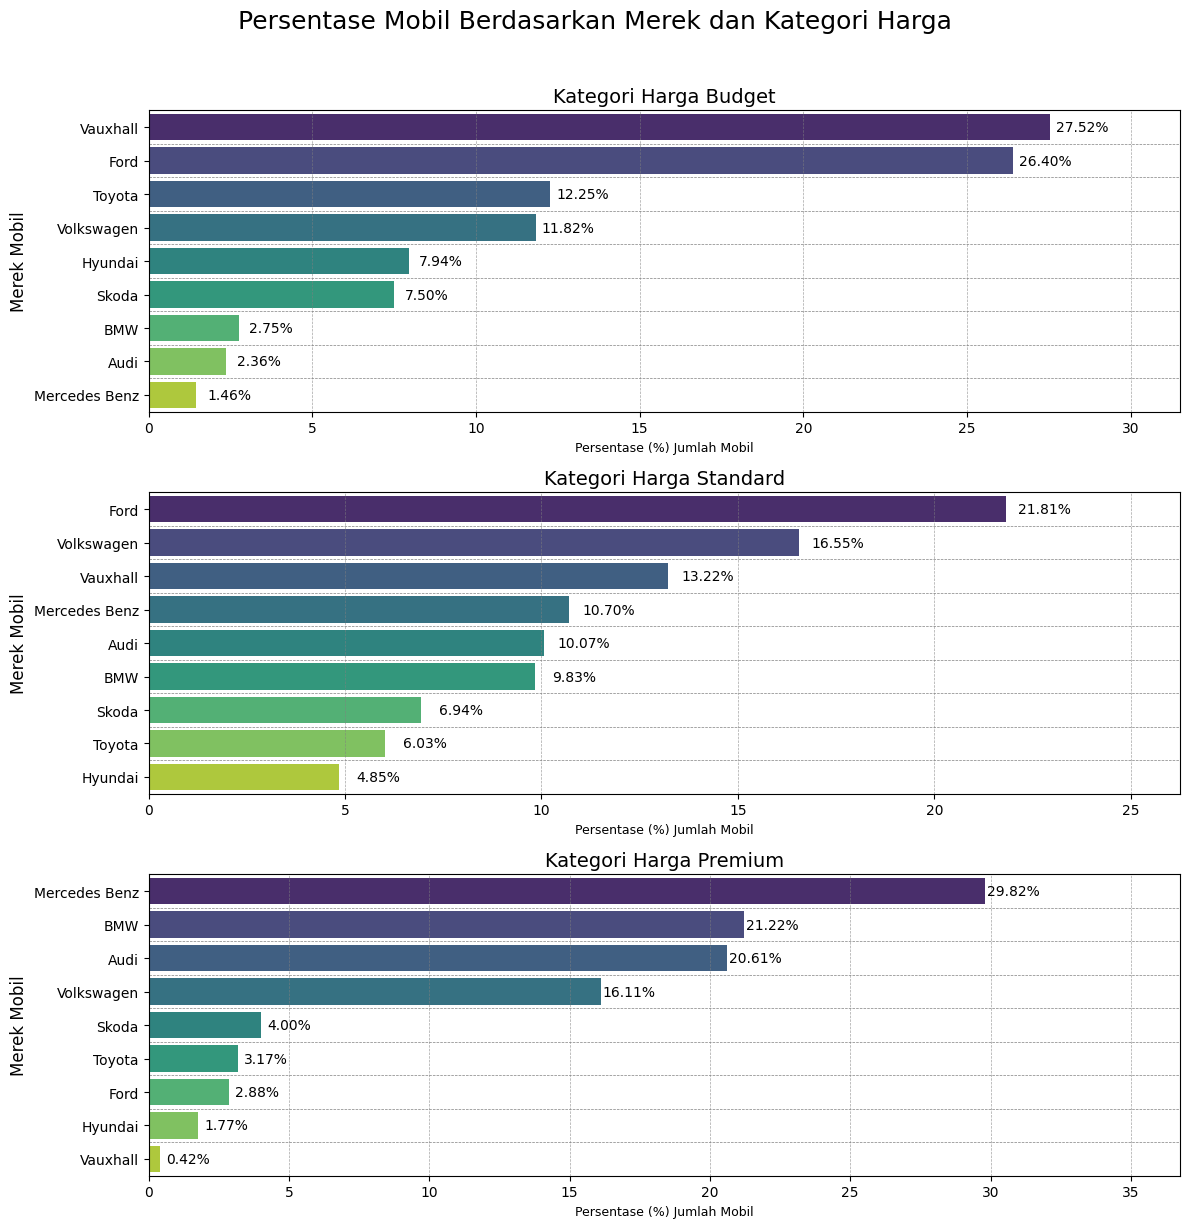 Persentase Mobil Berdasarkan Merek dan Kategori Harga
Kategori Harga Budget
Merek Mobil
Vauxhall 27.52%
Ford 26.40%
Toyota 12.25%
Volkswagen 11.82%
Hyundai 7.94%
Skoda 7.50%
BMW 2.75%
Audi 2.36%
Mercedes Benz 1.46%
0 5 10 15 20 25 30
Persentase (%) Jumlah Mobil
Kategori Harga Standard
Merek Mobil
Ford 21.81%
Volkswagen 16.55%
Vauxhall 13.22%
Mercedes Benz 10.70%
Audi 10.07%
BMW 9.83%
Skoda 6.94%
Toyota 6.03%
Hyundai 4.85%
0 5 10 15 20 25
Persentase (%) Jumlah Mobil
Kategori Harga Premium
Merek Mobil
Mercedes Benz 29.82%
BMW 21.22%
Audi 20.61%
Volkswagen 16.11%
Skoda 4.00%
Toyota 3.17%
Ford 2.88%
Hyundai 1.77%
Vauxhall 0.42%
0 5 10 15 20 25 30 35
Persentase (%) Jumlah Mobil